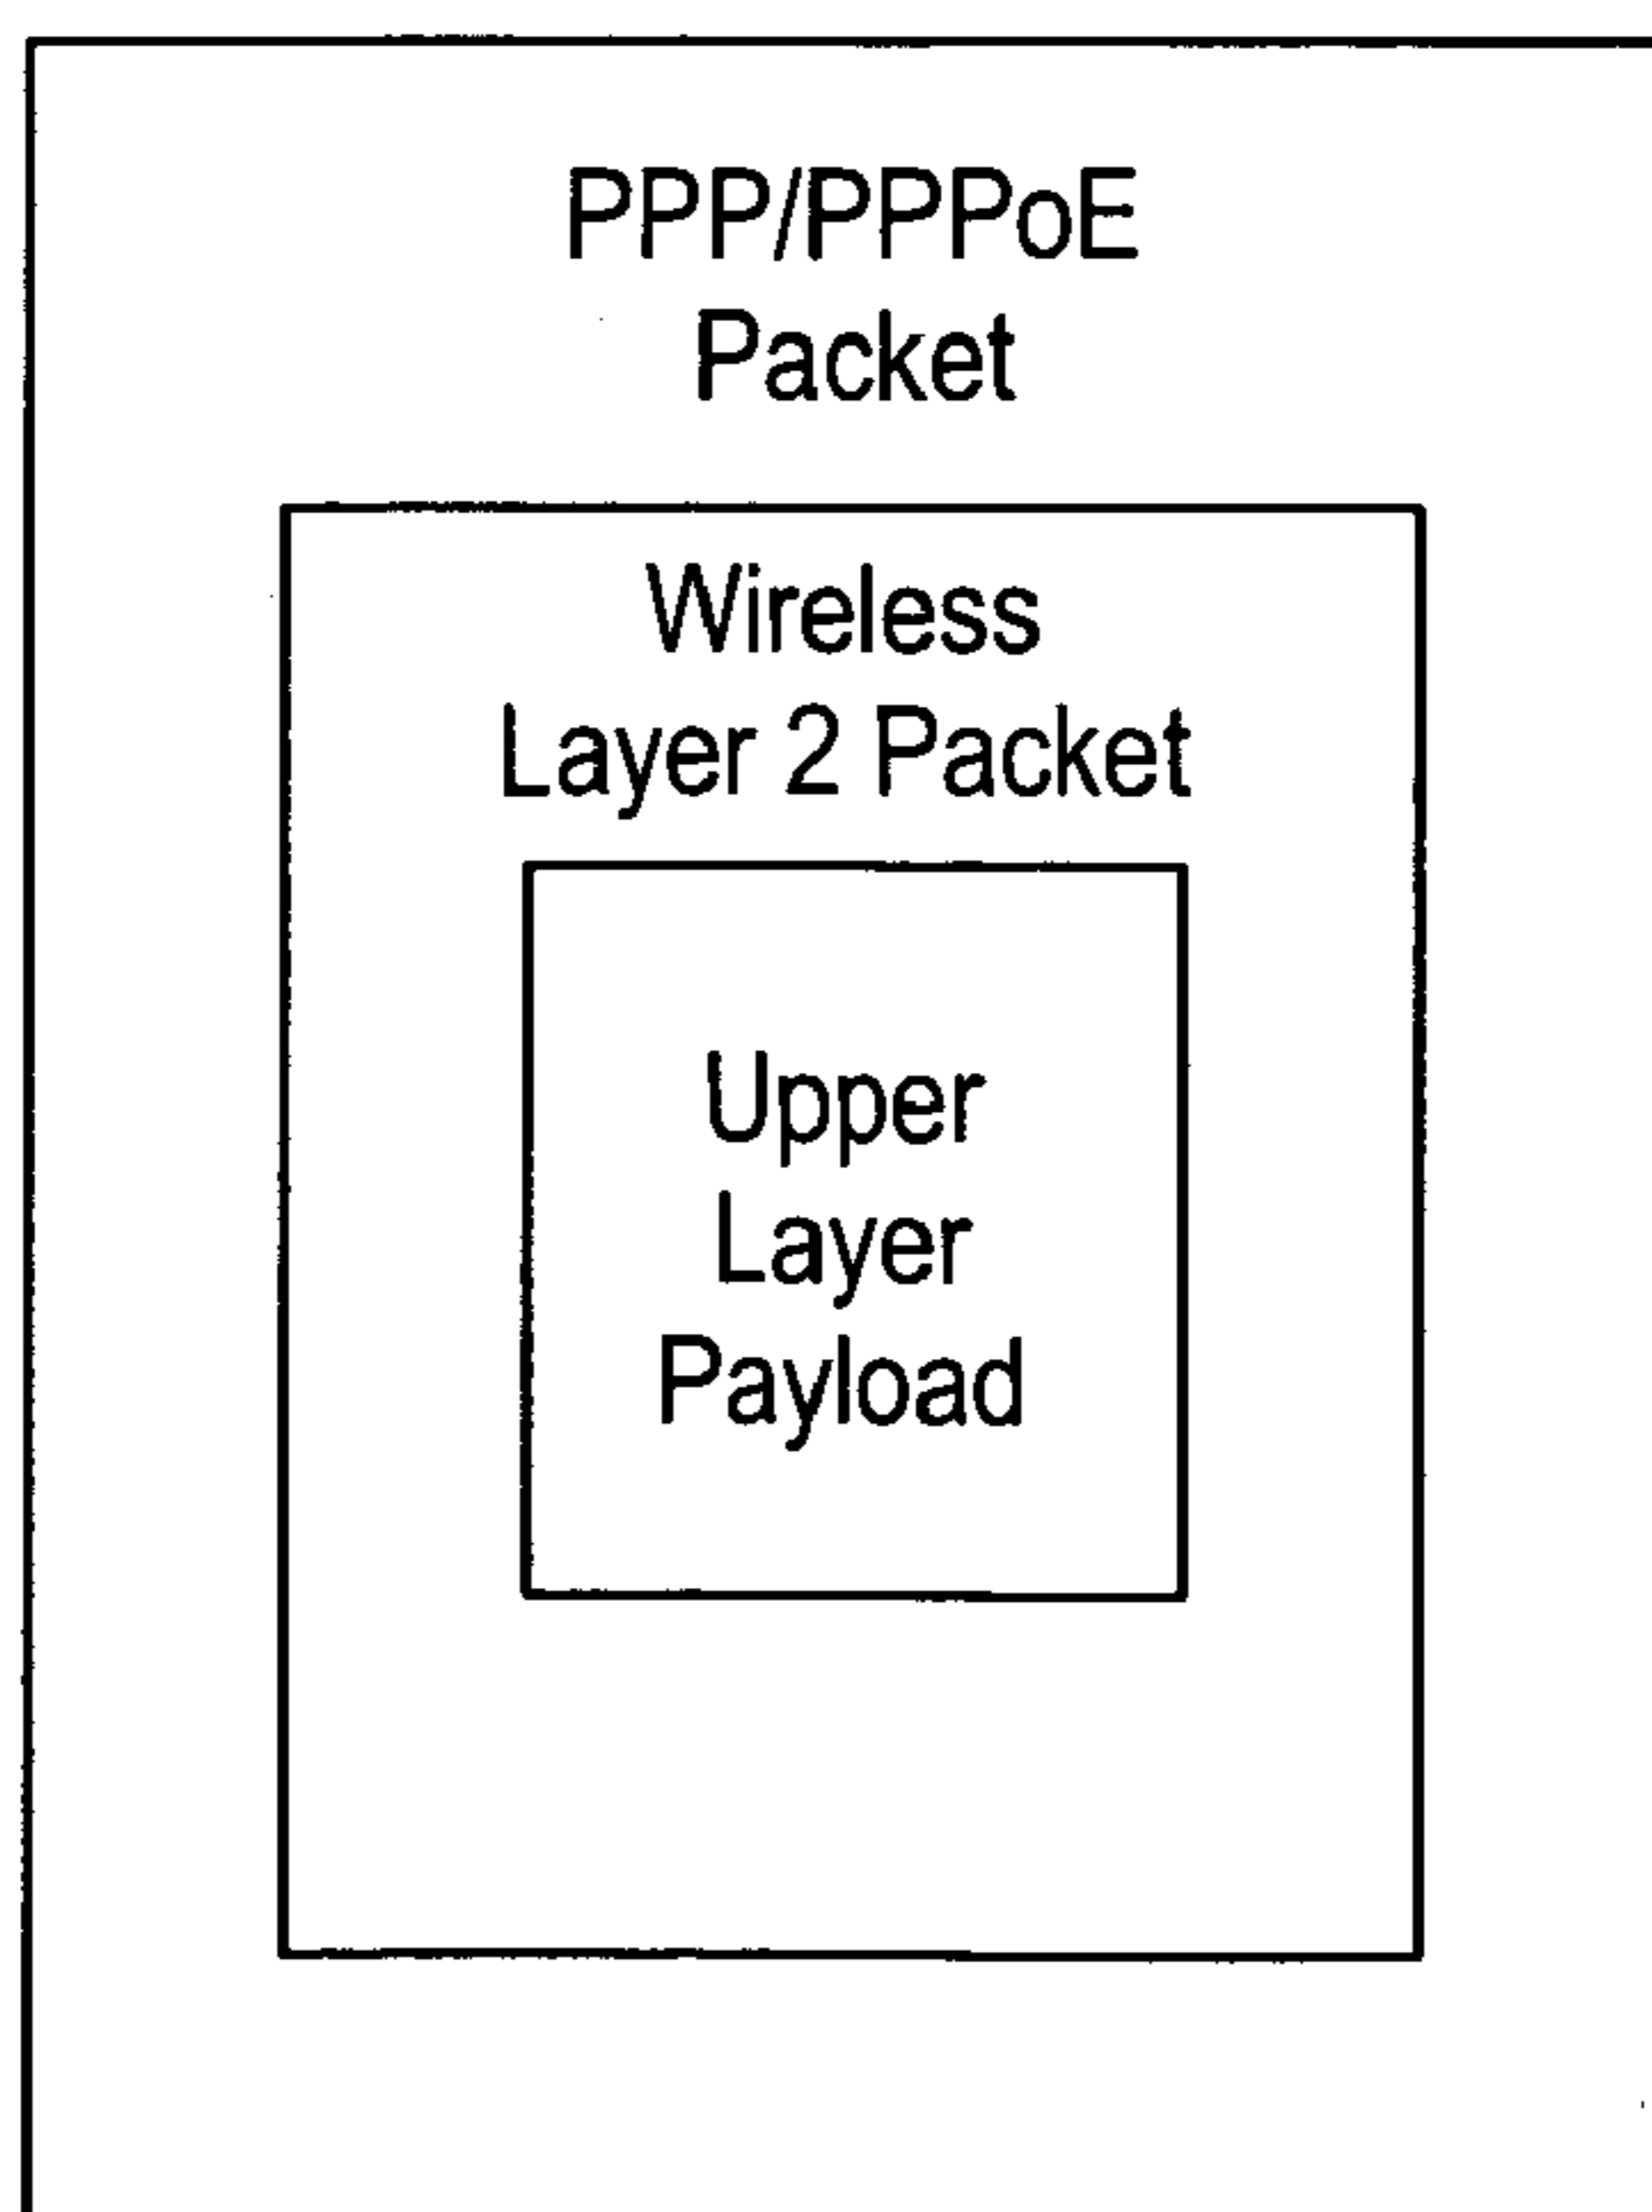 PPP/PPPoE
Packet
Wireless
Layer 2 Packet
Upper
Layer
Payload